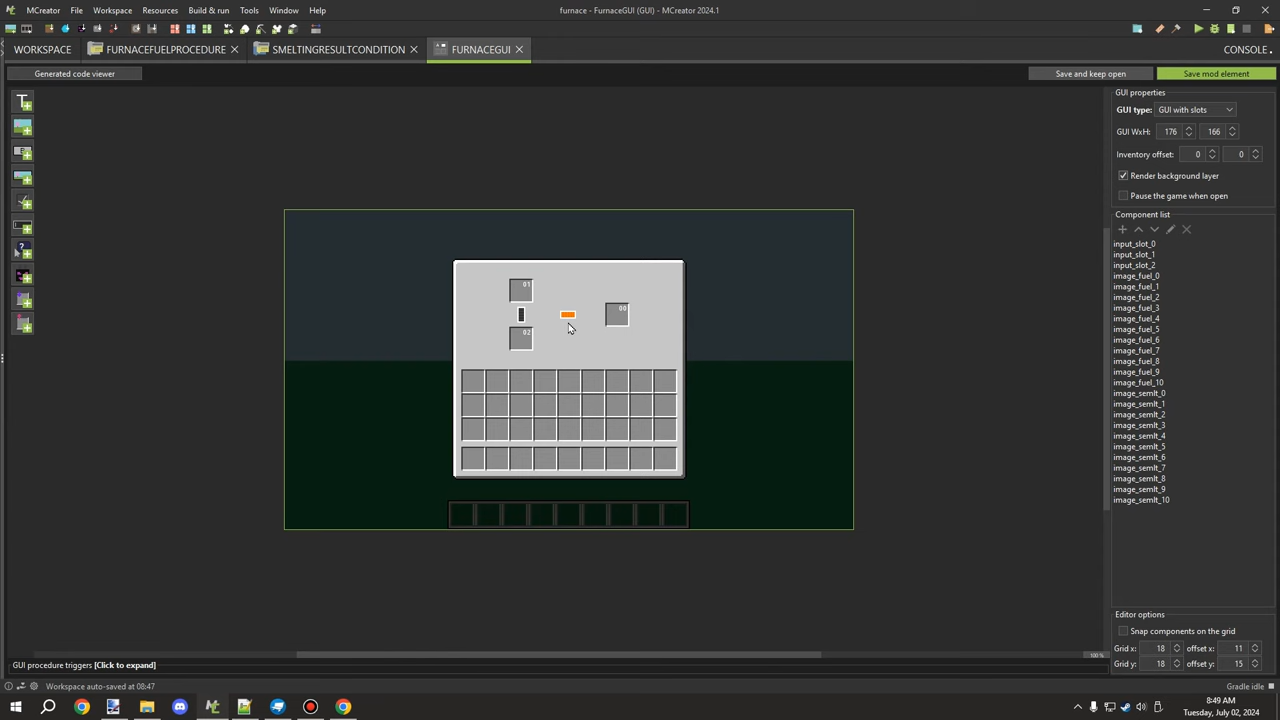 MCreator File Workspace Resources Build & run Tools Window Help
furnace - FurnaceGUI (GUI) - MCreator 2024.1
WORKSPACE
FURNACEFUELPROCEDURE
SMELTINGRESULTCONDITION
FURNACEGUI
CONSOLE
Generated code viewer
Save and keep open
Save mod element
GUI properties
GUI type: GUI with slots
GUI WxH: 176 166
Inventory offset: 0 0
Render background layer
Pause the game when open
Component list
input_slot_0
input_slot_1
input_slot_2
image_fuel_0
image_fuel_1
image_fuel_2
image_fuel_3
image_fuel_4
image_fuel_5
image_fuel_6
image_fuel_7
image_fuel_8
image_fuel_9
image_fuel_10
image_semlt_0
image_semlt_1
image_semlt_2
image_semlt_3
image_semlt_4
image_semlt_5
image_semlt_6
image_semlt_7
image_semlt_8
image_semlt_9
image_semlt_10
01
00
02
Editor options
Snap components on the grid
Grid x: 18 offset x: 11
Grid y: 18 offset y: 15
100 %
GUI procedure triggers [Click to expand]
Workspace auto-saved at 08:47
Gradle idle
8:49 AM
Tuesday, July 02, 2024